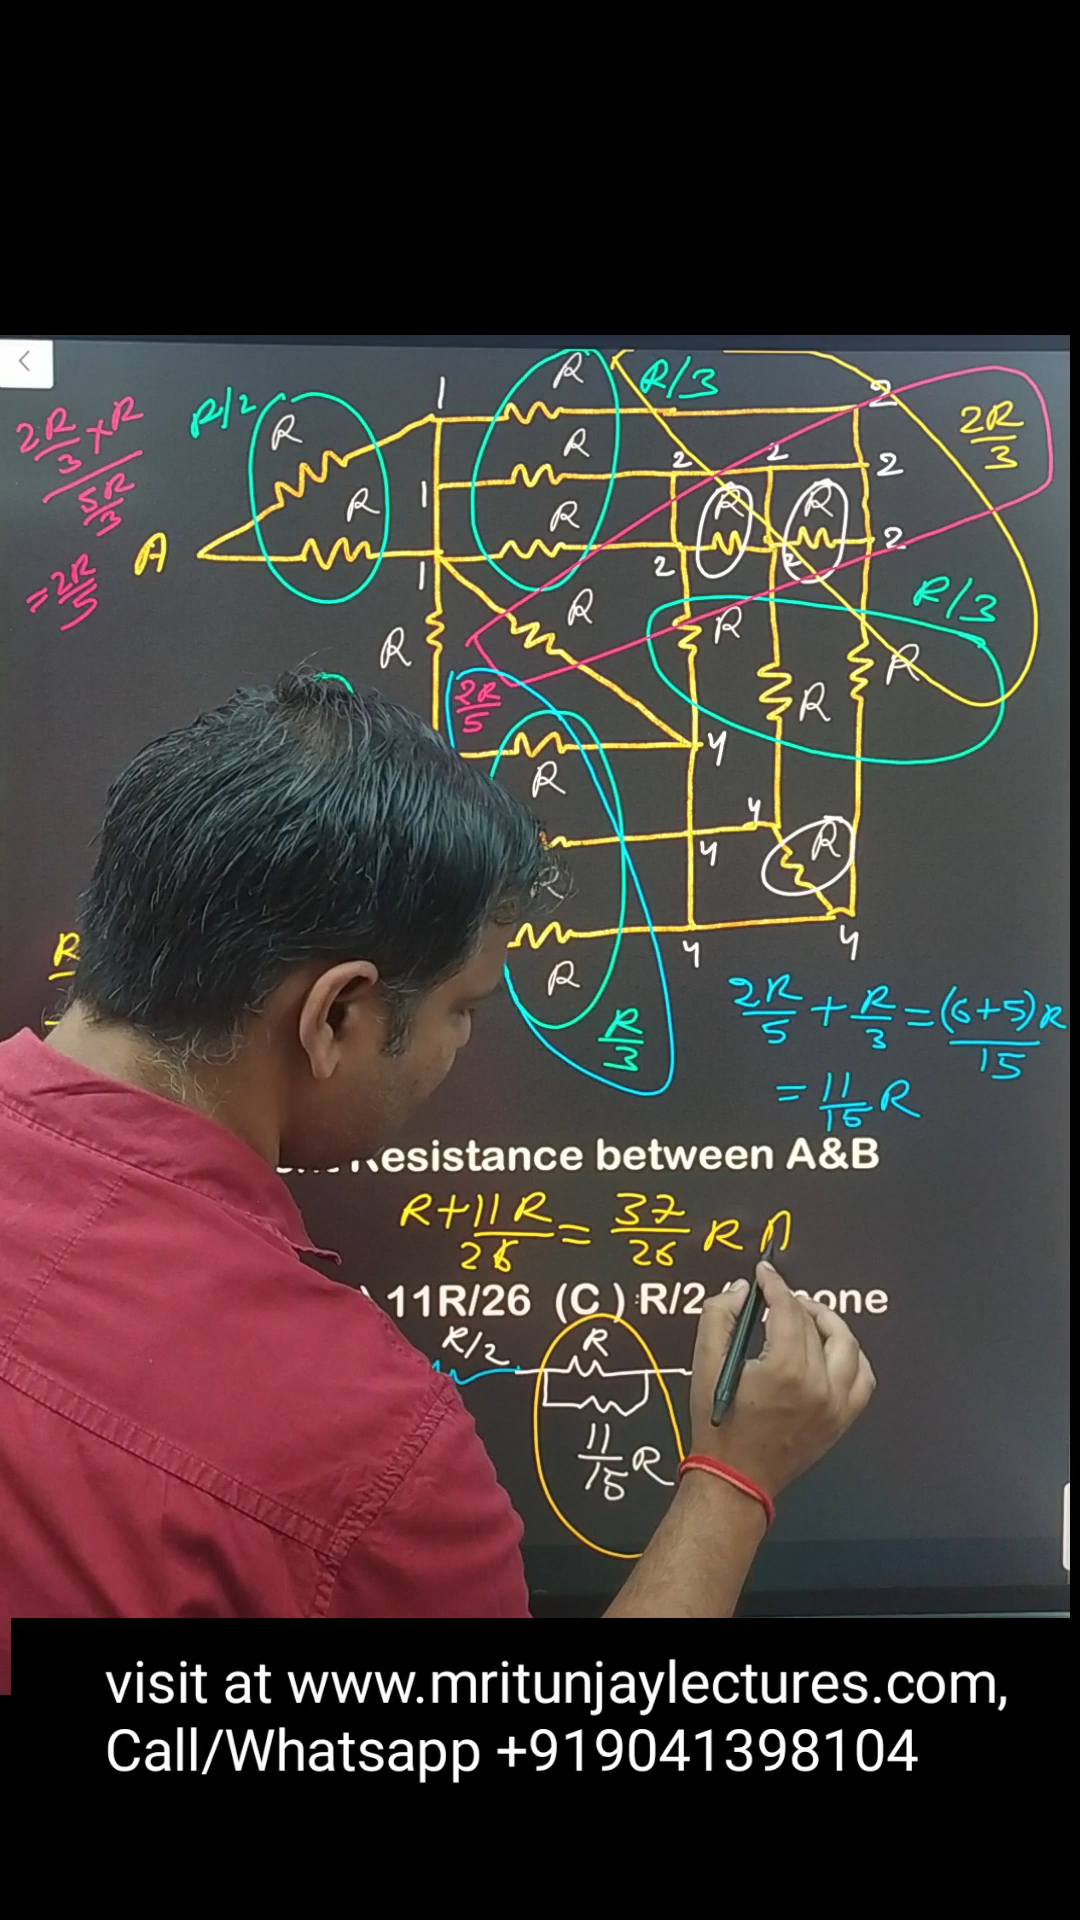 R/2
R
R
A
1
1
1
R
R
R
R/3
2
2
2
2
2
2
2
R
R
2R/3
2R/3 × R
5R/3
= 2R/5
R
R
2R/5
R
R
R
R/3
4
4
4
4
4
R
R
R
R
R/3
R
2R/5 + R/3 = (6+5)R/15
= 11/15 R
Resistance between A&B
R+11R/26 = 37/26 R
11R/26 (C) R/2
R/2
R
11/15 R
visit at www.mritunjaylectures.com,
Call/Whatsapp +919041398104